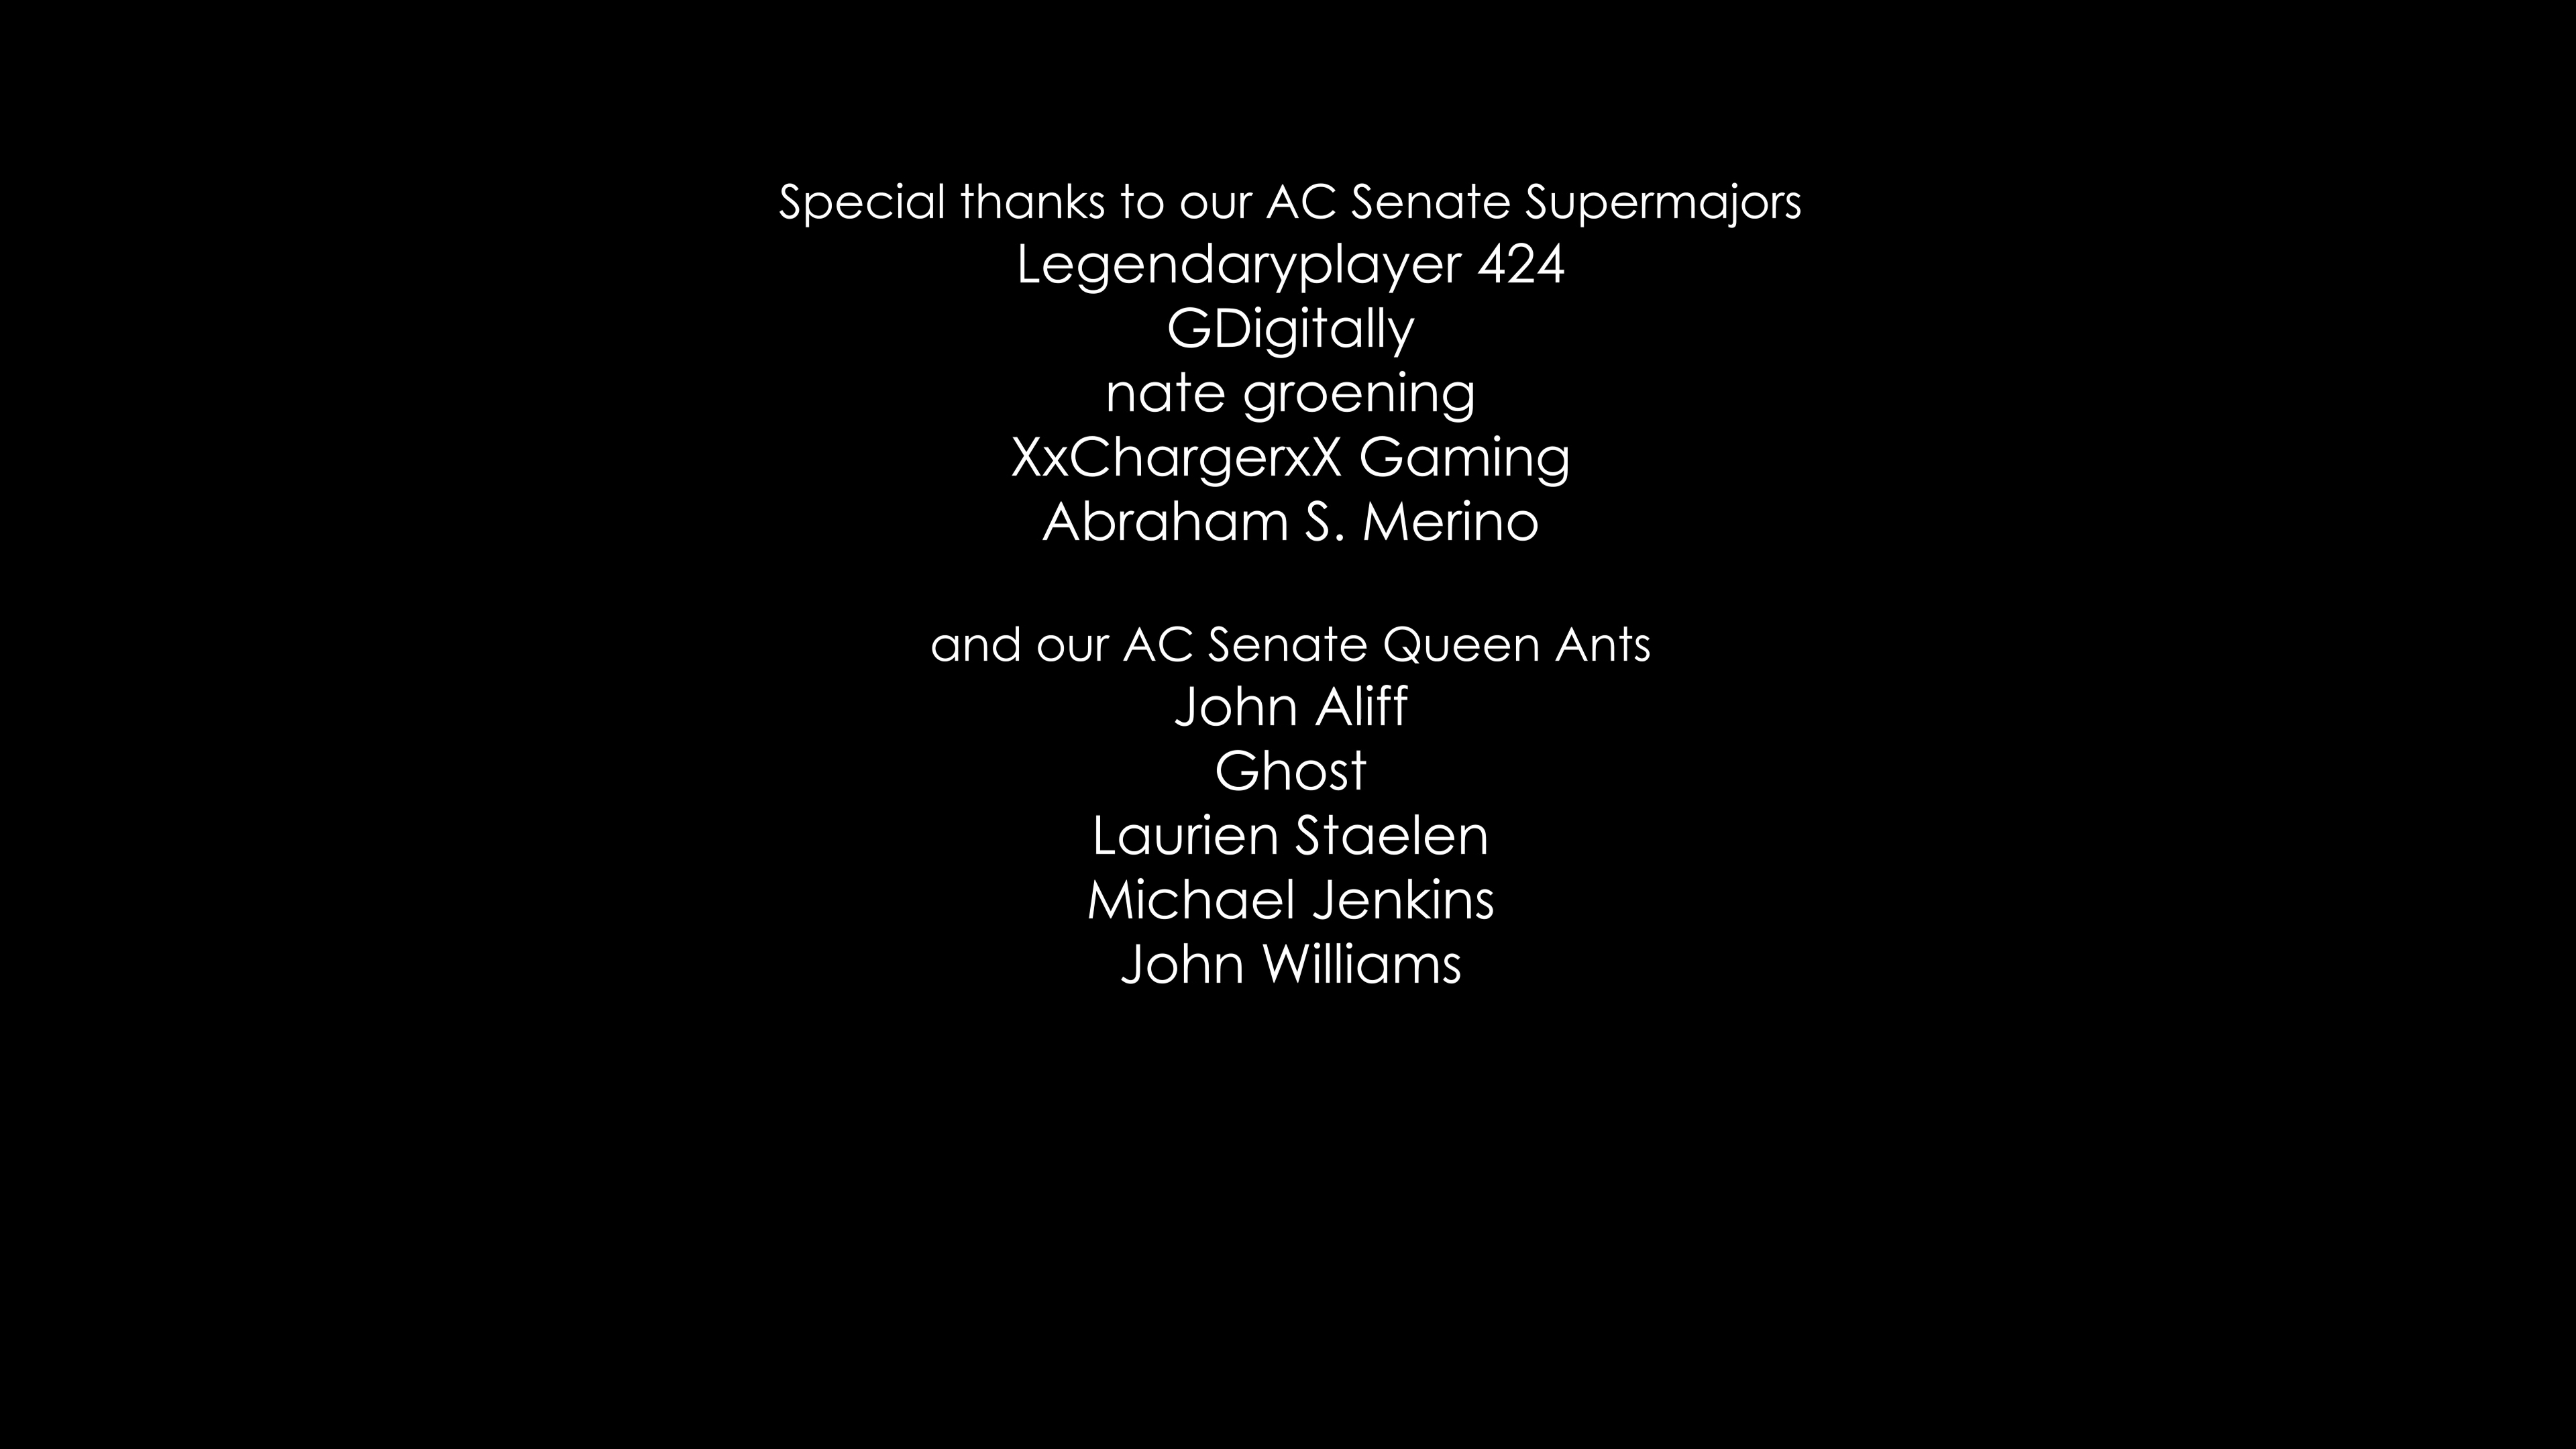 Special thanks to our AC Senate Supermajors
Legendaryplayer 424
GDigitally
nate groening
XxChargerxX Gaming
Abraham S. Merino
and our AC Senate Queen Ants
John Aliff
Ghost
Laurien Staelen
Michael Jenkins
John Williams